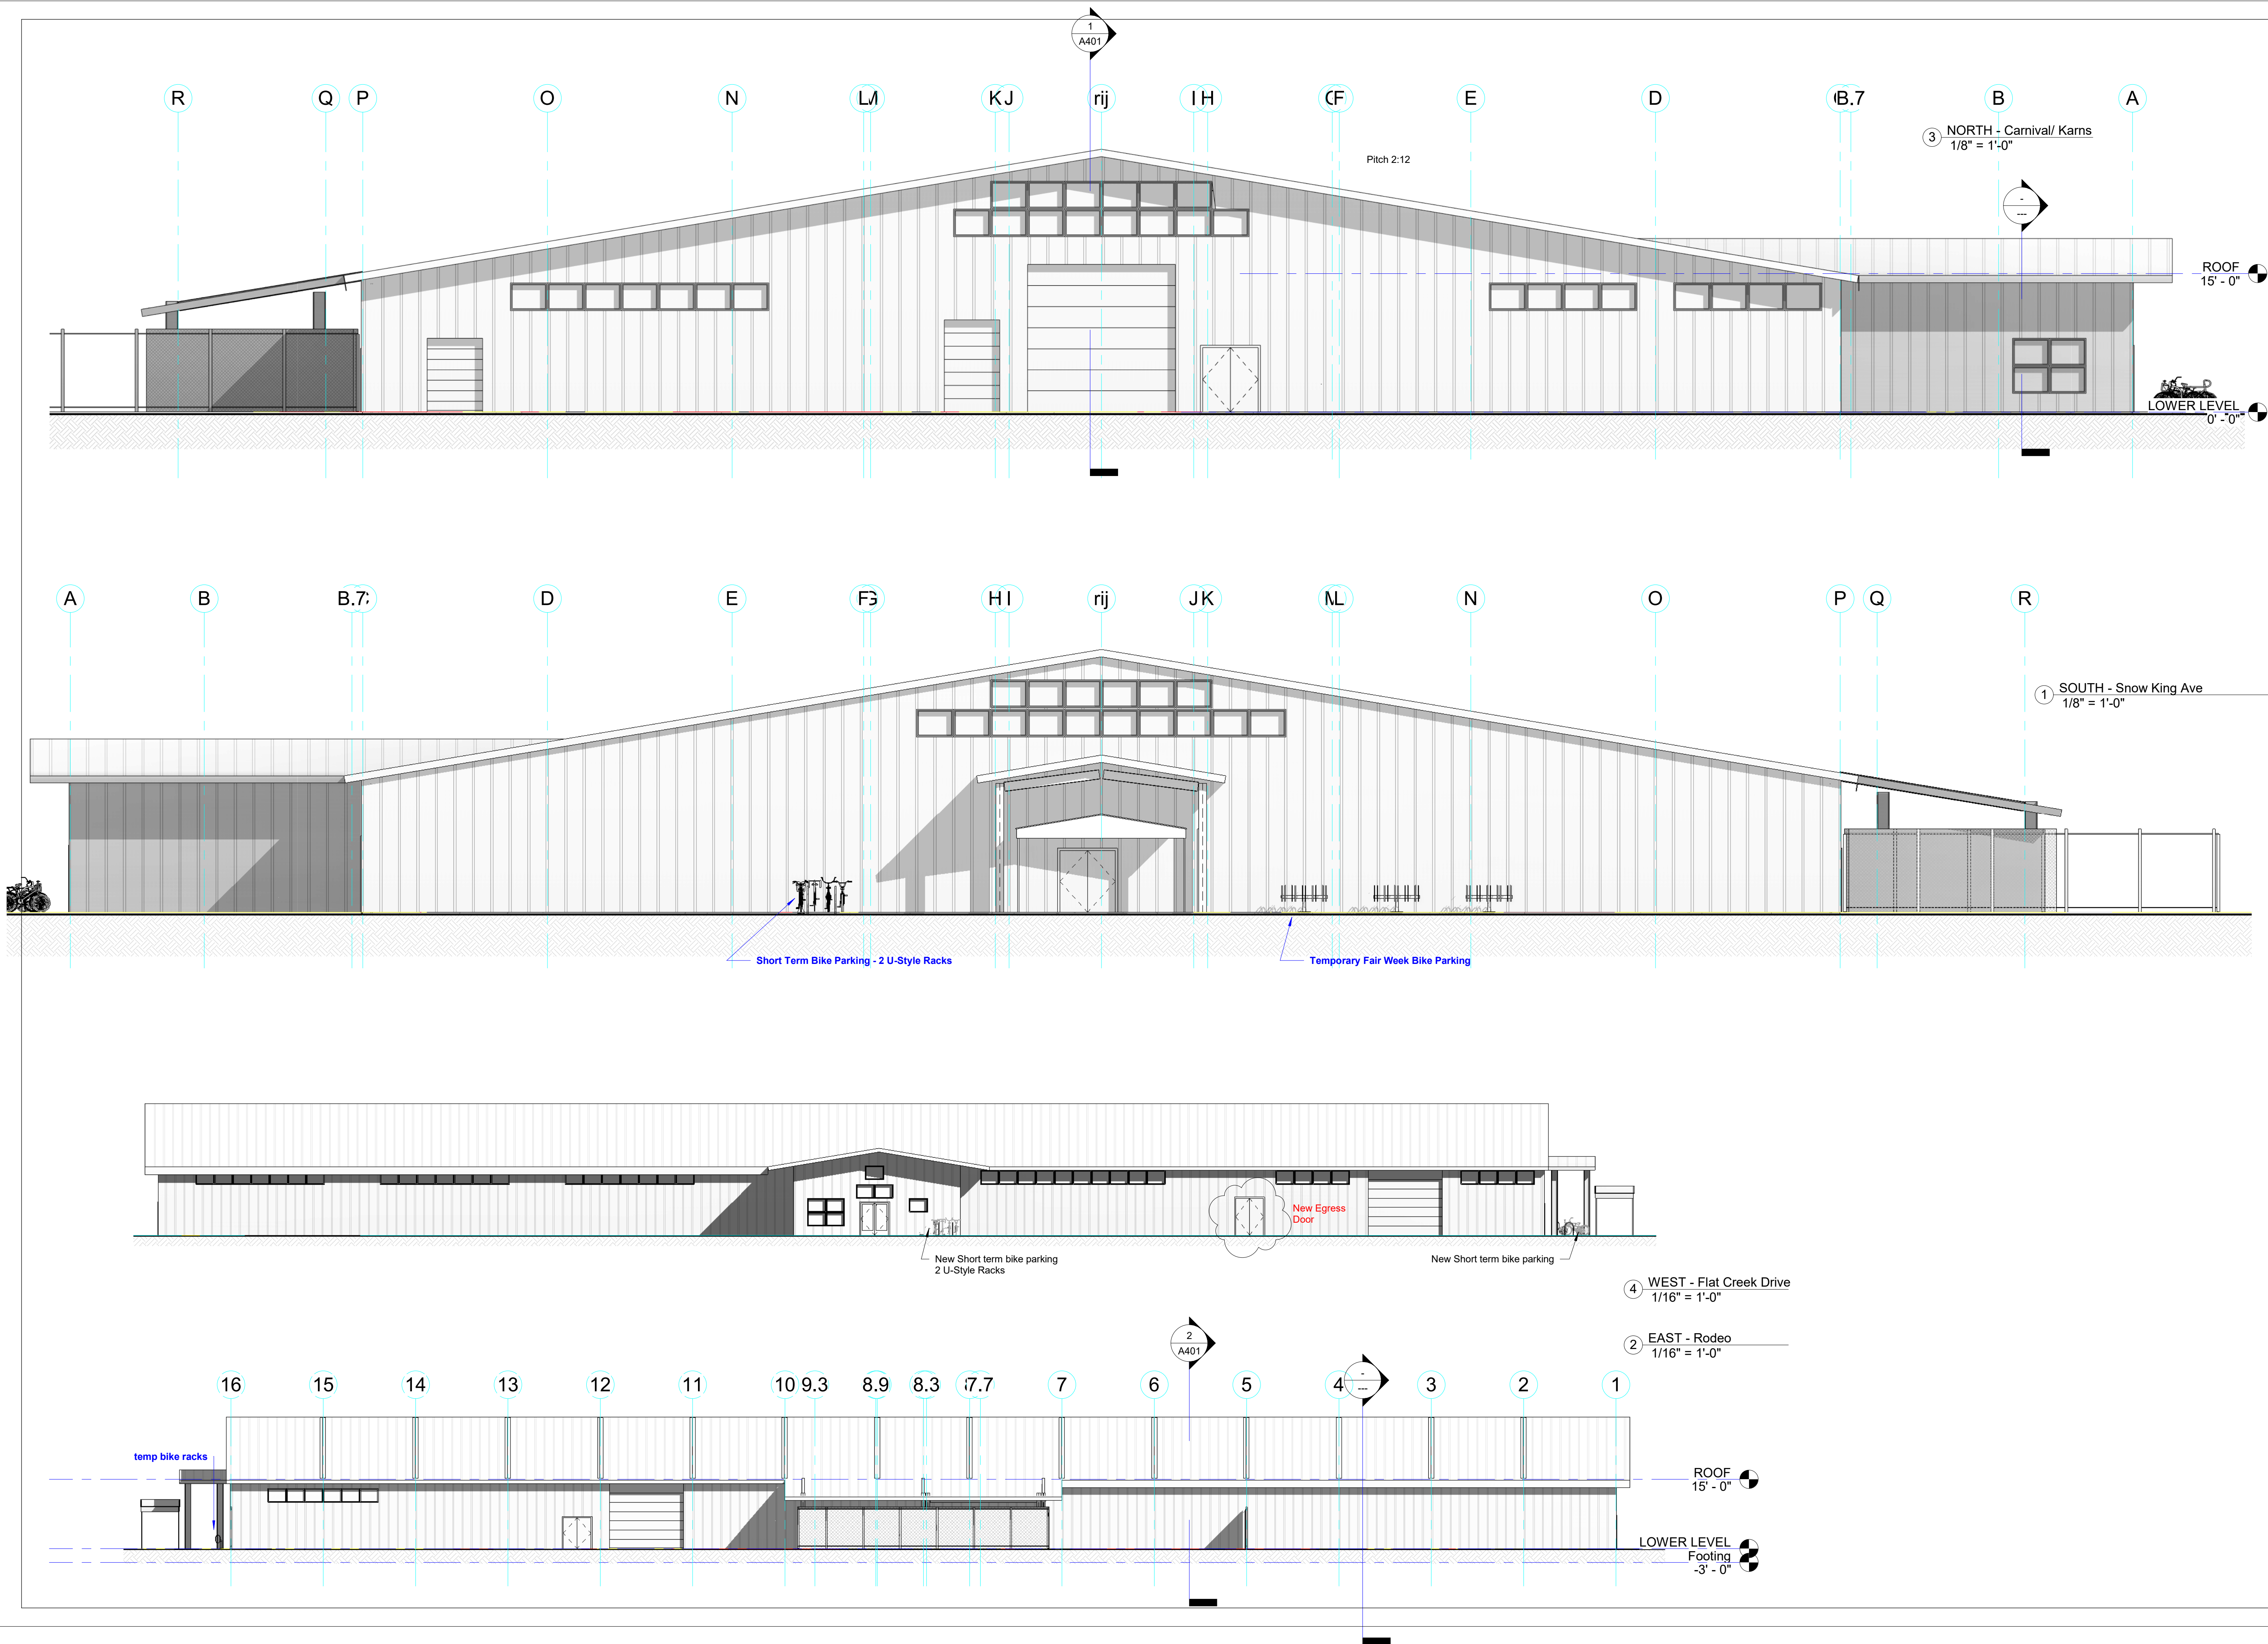 1
A401
R
Q
P
O
N
K
J
rij
I
H
F
E
D
B.7
B
A
3
NORTH - Carnival/ Karns
1/8" = 1'-0"
Pitch 2:12
-
---
ROOF
15' - 0"
LOWER LEVEL
0' - 0"
A
B
B.7
D
E
F
H
I
rij
J
K
L
N
O
P
Q
R
1
SOUTH - Snow King Ave
1/8" = 1'-0"
Short Term Bike Parking - 2 U-Style Racks
Temporary Fair Week Bike Parking
New Egress
Door
New Short term bike parking
2 U-Style Racks
New Short term bike parking
4
WEST - Flat Creek Drive
1/16" = 1'-0"
2
EAST - Rodeo
1/16" = 1'-0"
2
A401
-
---
16
15
14
13
12
11
10
9.3
8.9
8.3
7.7
7
6
5
4
3
2
1
temp bike racks
ROOF
15' - 0"
LOWER LEVEL
Footing
-3' - 0"